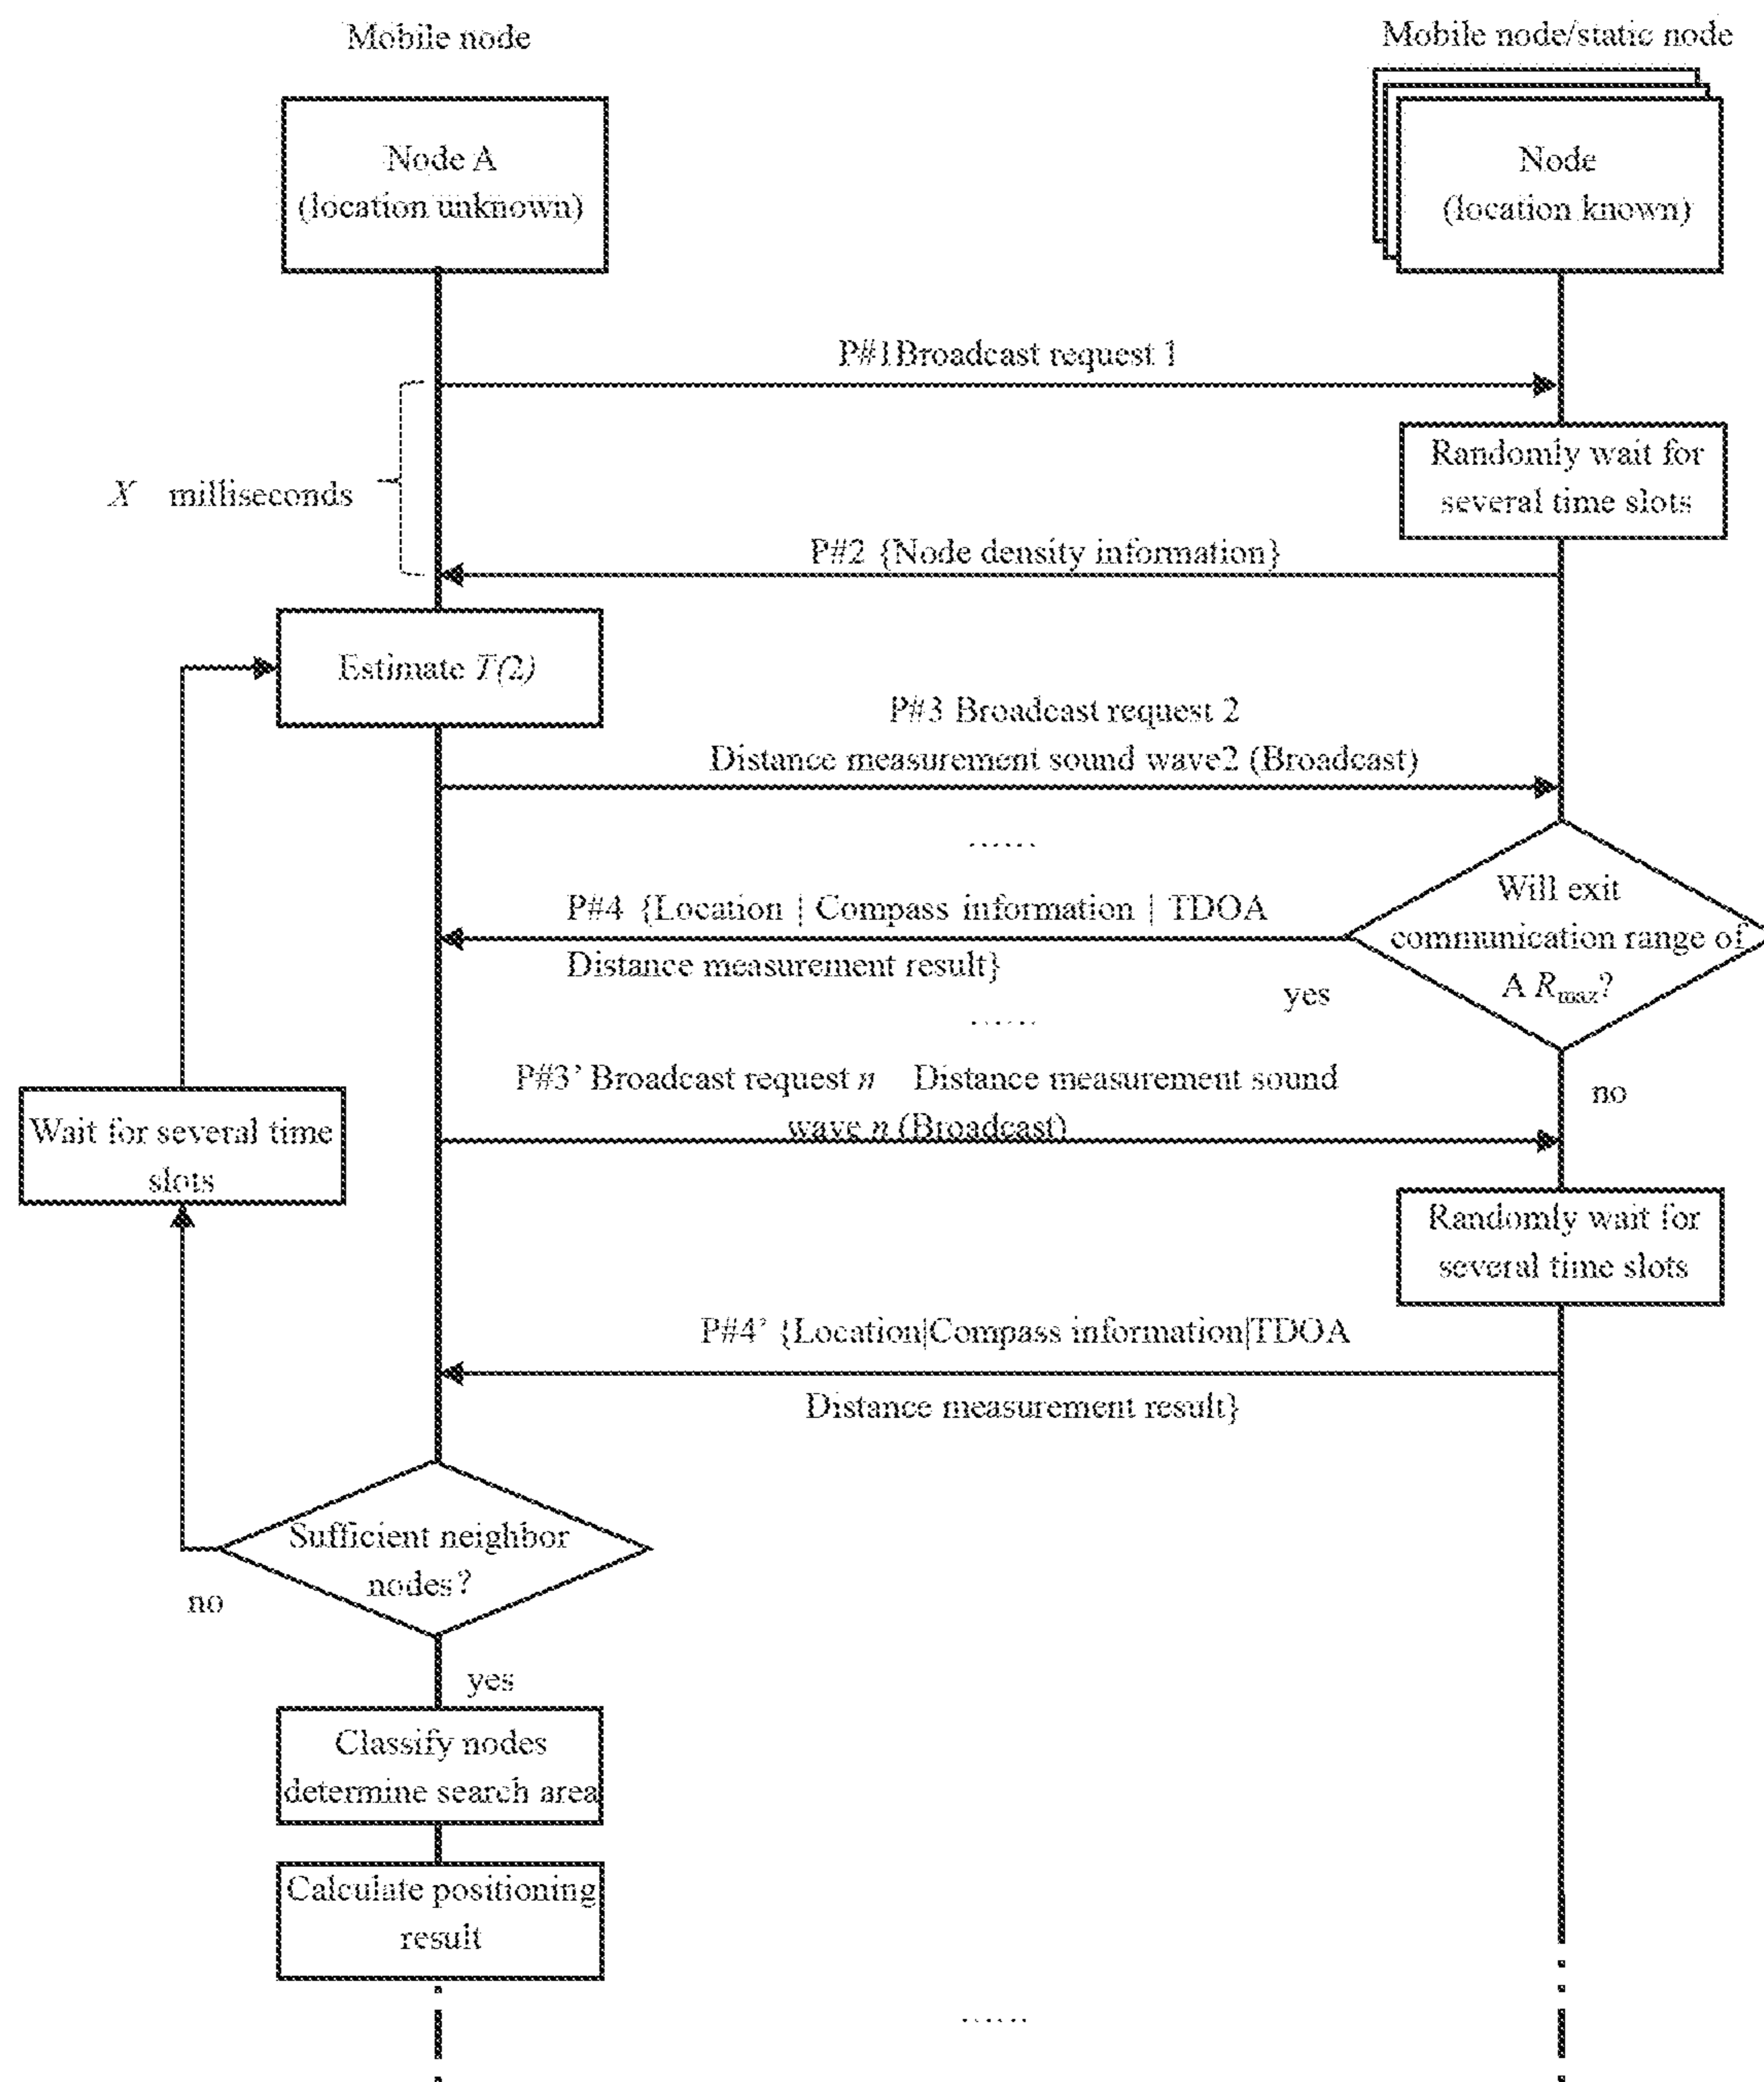 Mobile node
Mobile node/static node
Node A
(location unknown)
Node
(location known)
P#1Broadcast request 1
Randomly wait for
several time slots
X milliseconds
P#2 {Node density information}
Estimate T(2)
P#3 Broadcast request 2
Distance measurement sound wave2 (Broadcast)
......
Will exit
communication range of
A Rmax?
P#4 {Location | Compass information | TDOA
Distance measurement result}
yes
......
P#3’ Broadcast request n Distance measurement sound
wave n (Broadcast)
no
Wait for several time
slots
Randomly wait for
several time slots
P#4’ {Location|Compass information|TDOA
Distance measurement result}
Sufficient neighbor
nodes?
no
yes
Classify nodes
determine search area
Calculate positioning
result
......